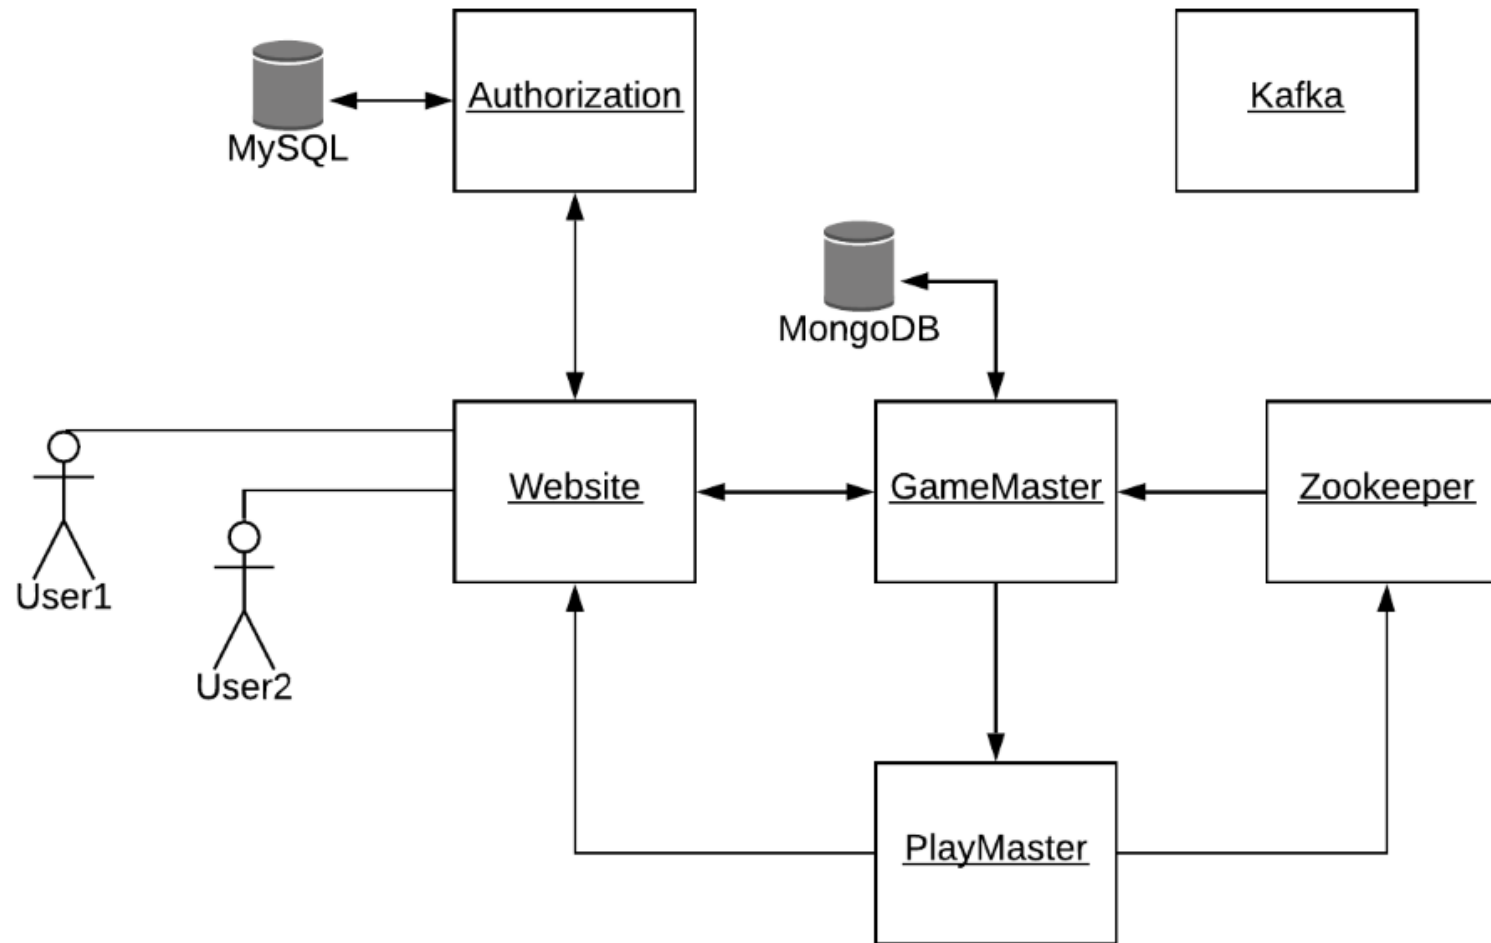 Authorization
Kafka
MySQL
MongoDB
Website
GameMaster
Zookeeper
User1
User2
PlayMaster